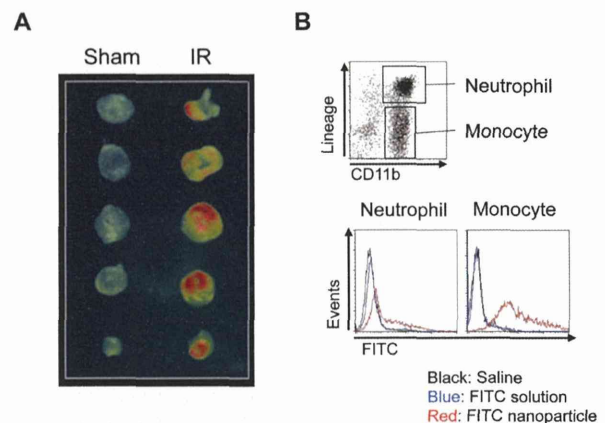 A
Sham IR
B
Lineage
CD11b
Neutrophil
Monocyte
Neutrophil Monocyte
Events
FITC
Black: Saline
Blue: FITC solution
Red: FITC nanoparticle